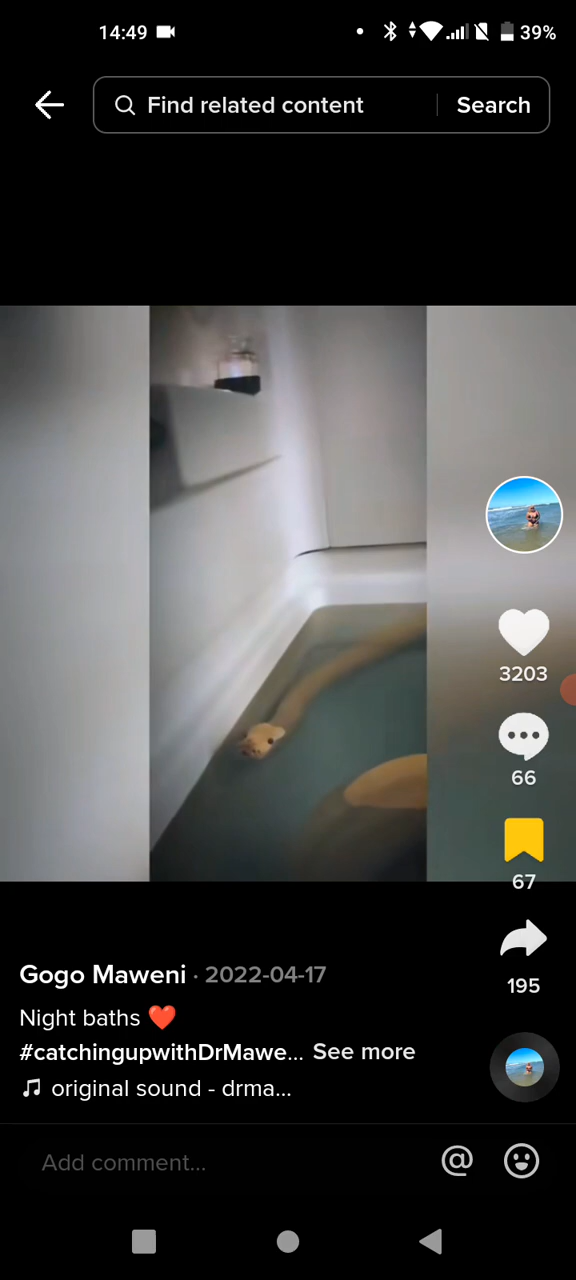 14:49 39%
Find related content Search
3203
66
67
195
Gogo Maweni · 2022-04-17
Night baths ❤️
#catchingupwithDrMawe... See more
original sound - drma...
Add comment...